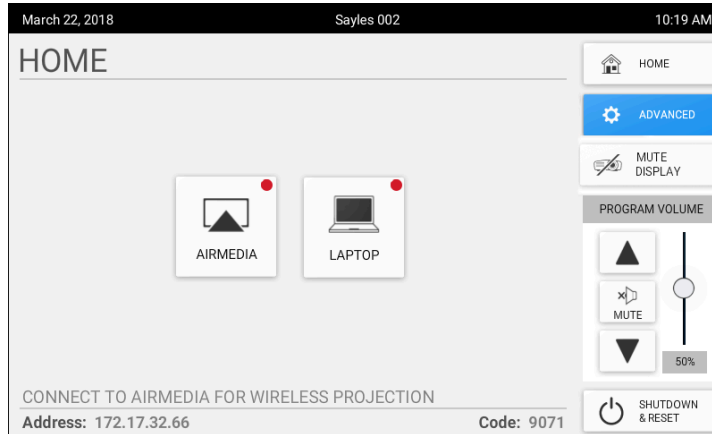 March 22, 2018 Sayles 002 10:19 AM
HOME
HOME
ADVANCED
MUTE
DISPLAY
PROGRAM VOLUME
AIRMEDIA LAPTOP
MUTE
50%
CONNECT TO AIRMEDIA FOR WIRELESS PROJECTION
Address: 172.17.32.66 Code: 9071
SHUTDOWN
& RESET